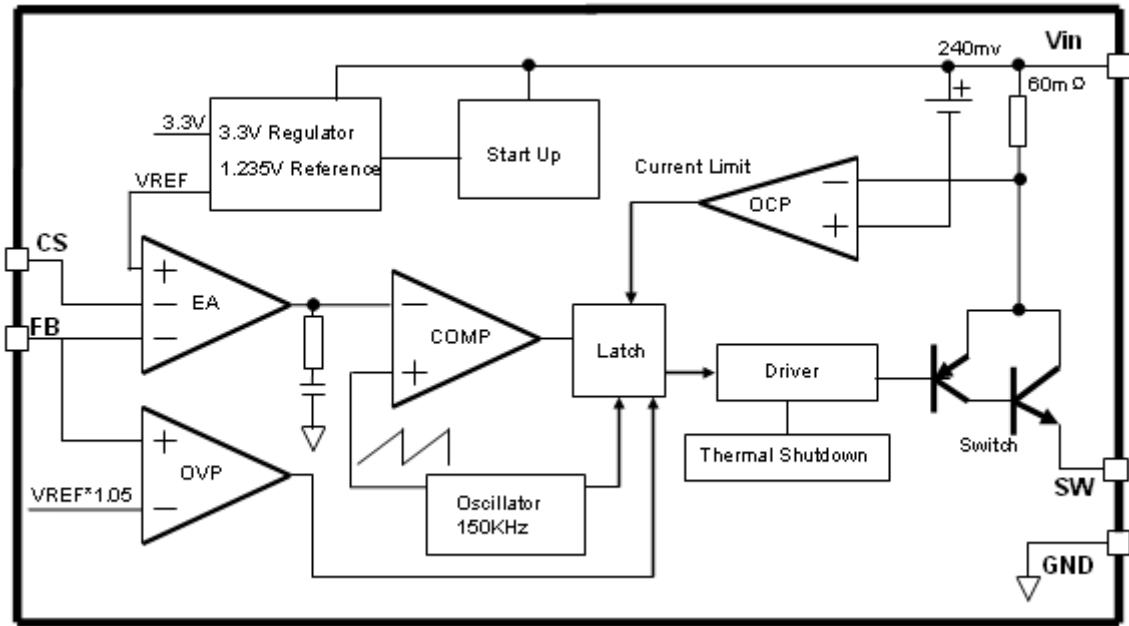 240mv
Vin
60mΩ
3.3V
3.3V Regulator
1.235V Reference
Start Up
VREF
Current Limit
−
OCP
+
CS
+
EA
−
−
FB
−
COMP
+
Latch
Driver
Thermal Shutdown
Switch
+
OVP
−
VREF*1.05
Oscillator
150KHz
SW
GND
+